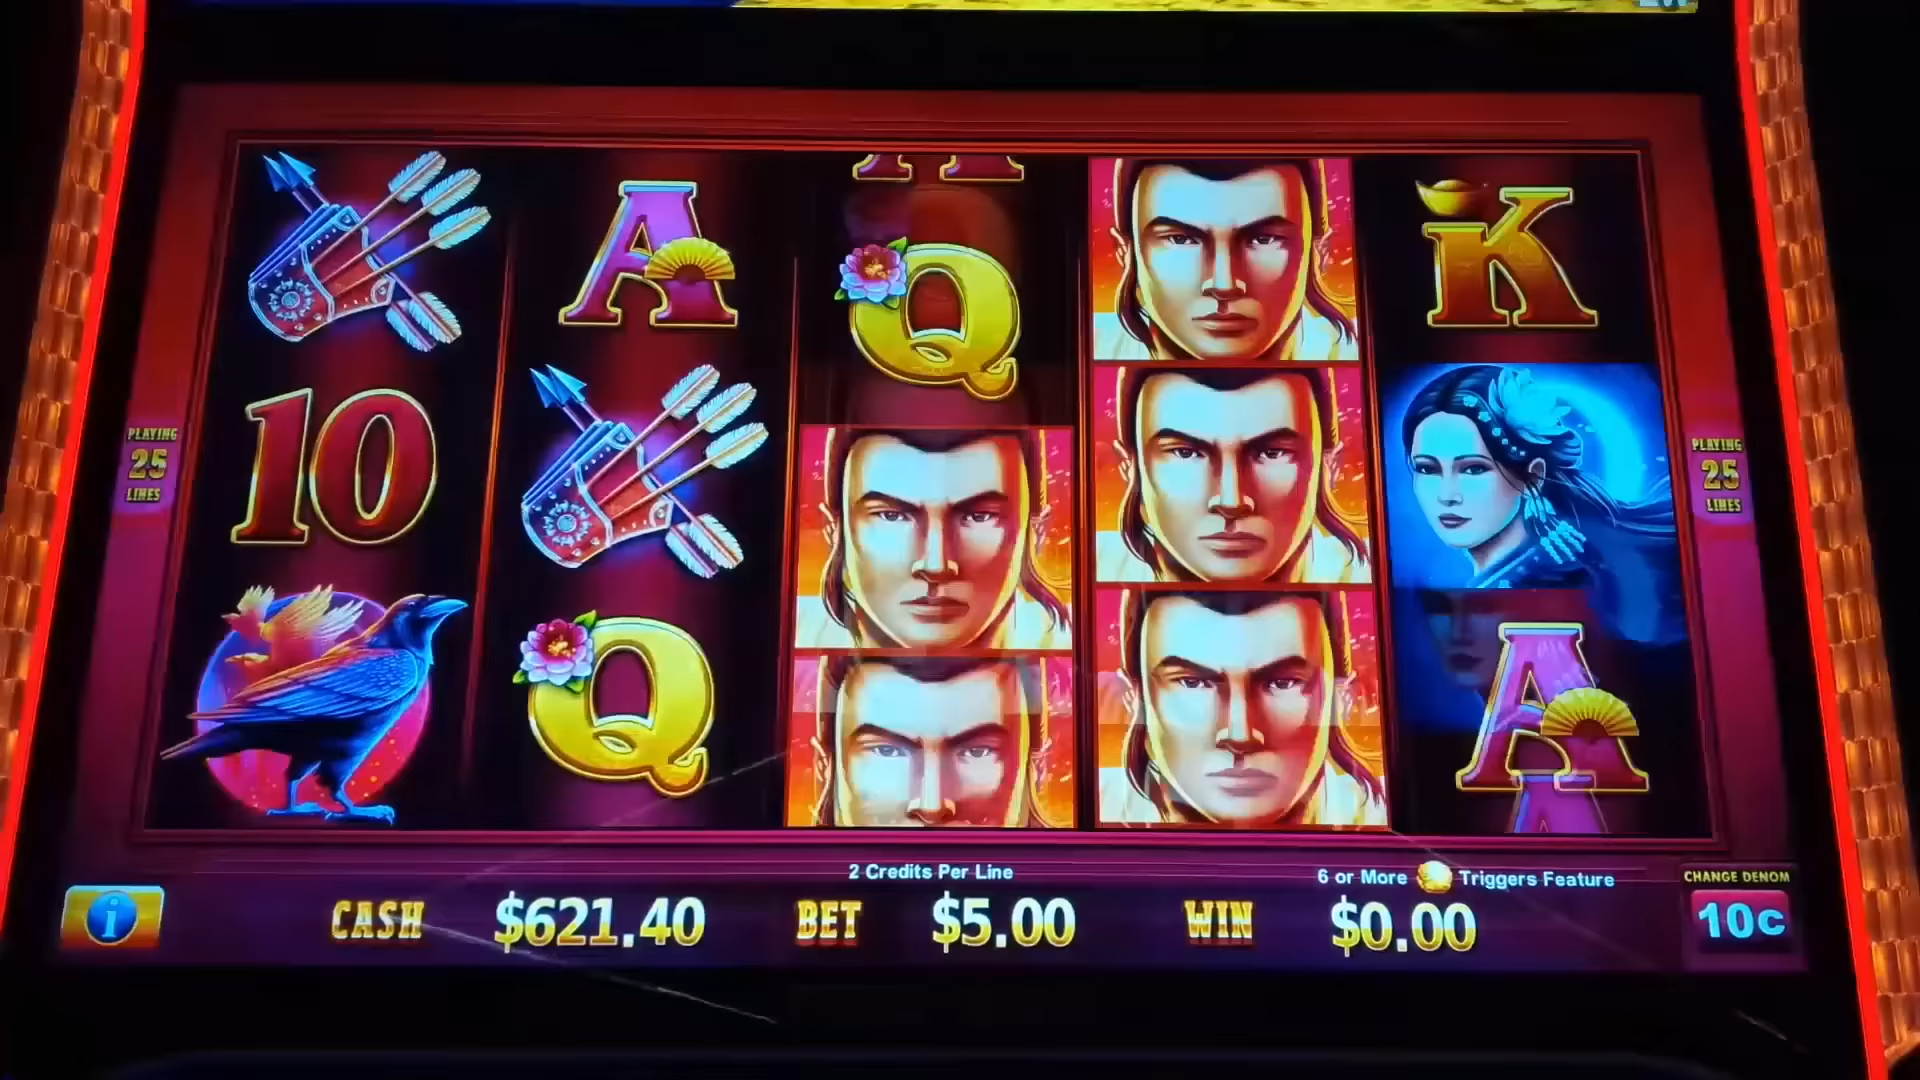 A
Q
K
10
Q
A
PLAYING
25
LINES
PLAYING
25
LINES
2 Credits Per Line
6 or More Triggers Feature
CHANGE DENOM
i
CASH $621.40 BET $5.00 WIN $0.00
10c